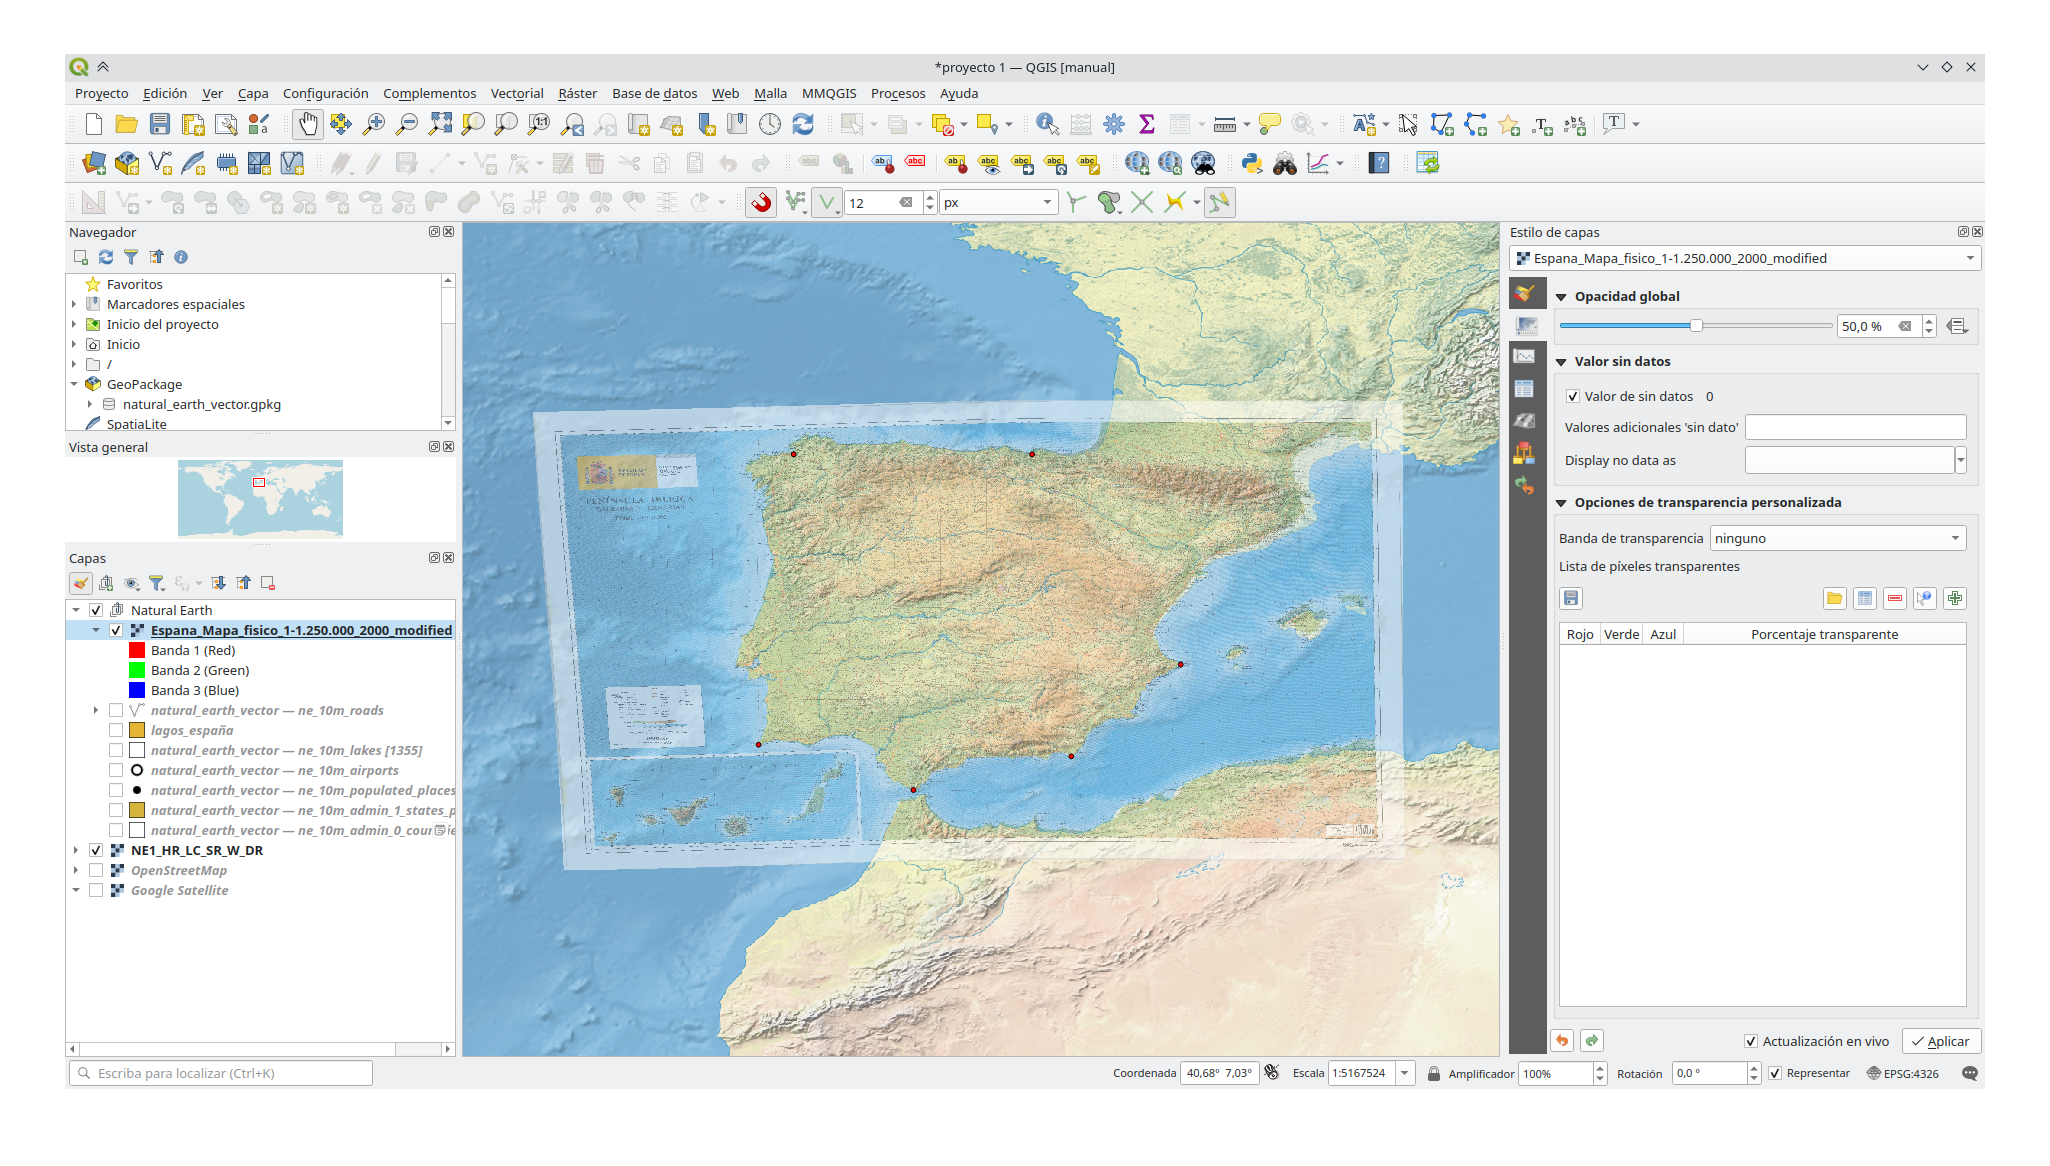 *proyecto 1 — QGIS [manual]
Proyecto Edición Ver Capa Configuración Complementos Vectorial Ráster Base de datos Web Malla MMQGIS Procesos Ayuda
12 px
Navegador
Favoritos
Marcadores espaciales
Inicio del proyecto
Inicio
/
GeoPackage
natural_earth_vector.gpkg
SpatiaLite
Vista general
Capas
Natural Earth
Espana_Mapa_fisico_1-1.250.000_2000_modified
Banda 1 (Red)
Banda 2 (Green)
Banda 3 (Blue)
natural_earth_vector — ne_10m_roads
lagos_españa
natural_earth_vector — ne_10m_lakes [1355]
natural_earth_vector — ne_10m_airports
natural_earth_vector — ne_10m_populated_places
natural_earth_vector — ne_10m_admin_1_states_p
natural_earth_vector — ne_10m_admin_0_coun
NE1_HR_LC_SR_W_DR
OpenStreetMap
Google Satellite
PENÍNSULA IBÉRICA
Estilo de capas
Espana_Mapa_fisico_1-1.250.000_2000_modified
Opacidad global
50,0 %
Valor sin datos
Valor de sin datos 0
Valores adicionales 'sin dato'
Display no data as
Opciones de transparencia personalizada
Banda de transparencia ninguno
Lista de píxeles transparentes
Rojo Verde Azul Porcentaje transparente
Actualización en vivo Aplicar
Escriba para localizar (Ctrl+K) Coordenada 40,68° 7,03° Escala 1:5167524 Amplificador 100% Rotación 0,0 ° Representar EPSG:4326